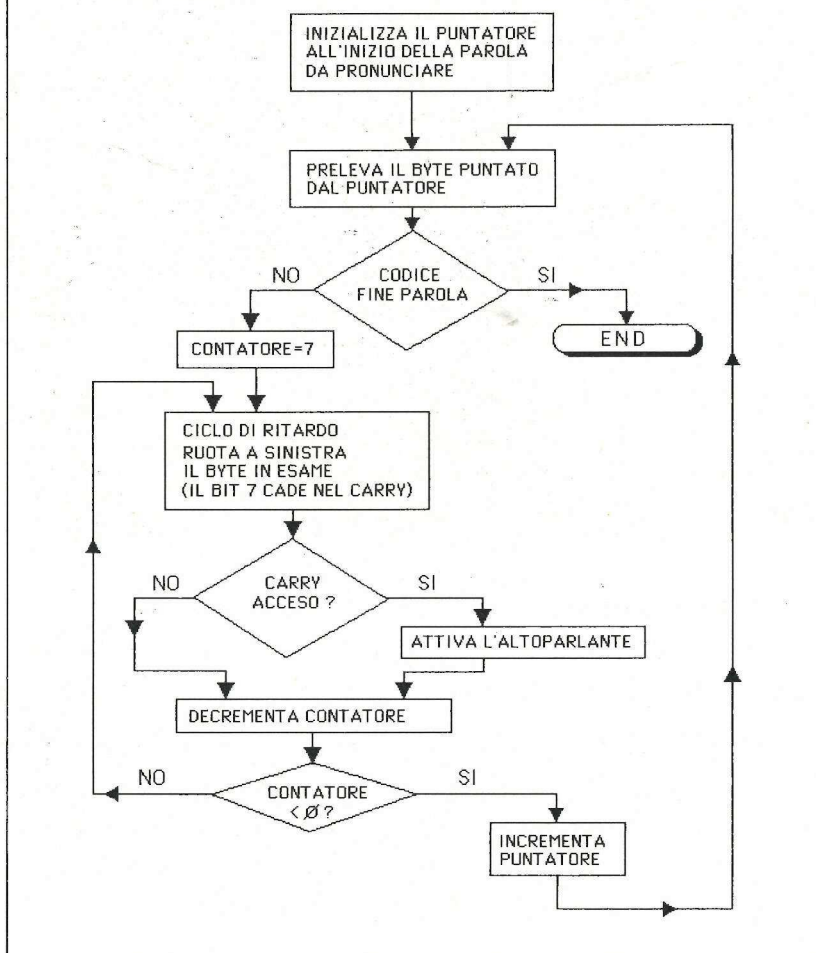 INIZIALIZZA IL PUNTATORE
ALL'INIZIO DELLA PAROLA
DA PRONUNCIARE
PRELEVA IL BYTE PUNTATO
DAL PUNTATORE
NO
CODICE
FINE PAROLA
SI
CONTATORE=7
END
CICLO DI RITARDO
RUOTA A SINISTRA
IL BYTE IN ESAME
(IL BIT 7 CADE NEL CARRY)
NO
CARRY
ACCESO ?
SI
ATTIVA L'ALTOPARLANTE
DECREMENTA CONTATORE
NO
CONTATORE
< Ø ?
SI
INCREMENTA
PUNTATORE